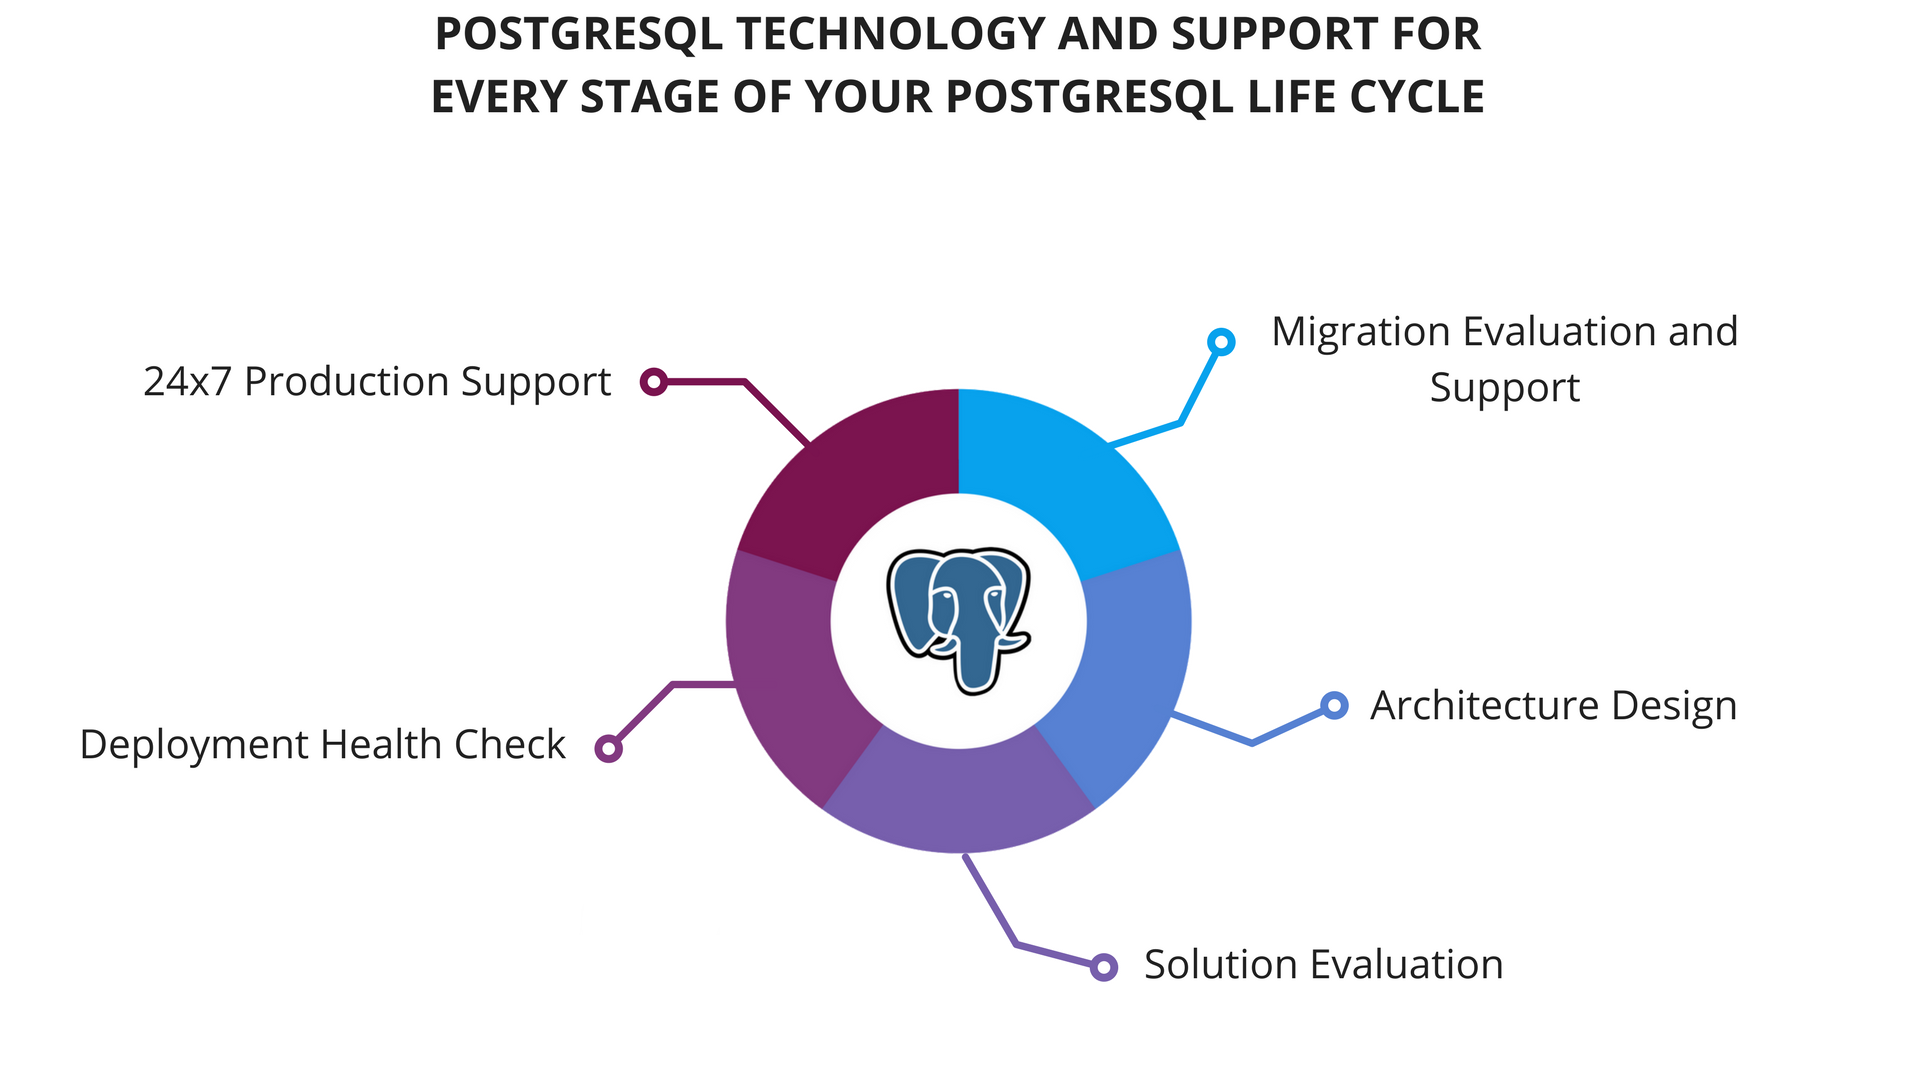 POSTGRESQL TECHNOLOGY AND SUPPORT FOR
EVERY STAGE OF YOUR POSTGRESQL LIFE CYCLE
24x7 Production Support
Migration Evaluation and
Support
Deployment Health Check
Architecture Design
Solution Evaluation